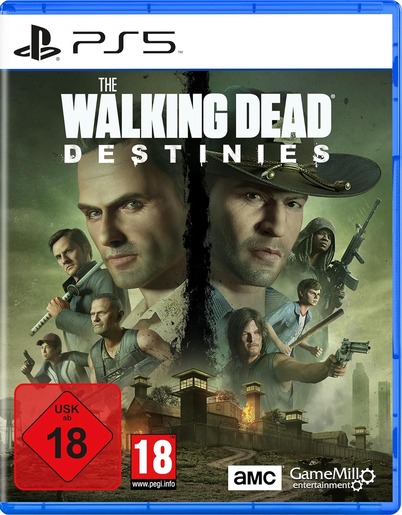 PS5
THE
WALKING DEAD
DESTINIES
USK
ab
18
18
www.pegi.info
amc
GameMill
entertainment